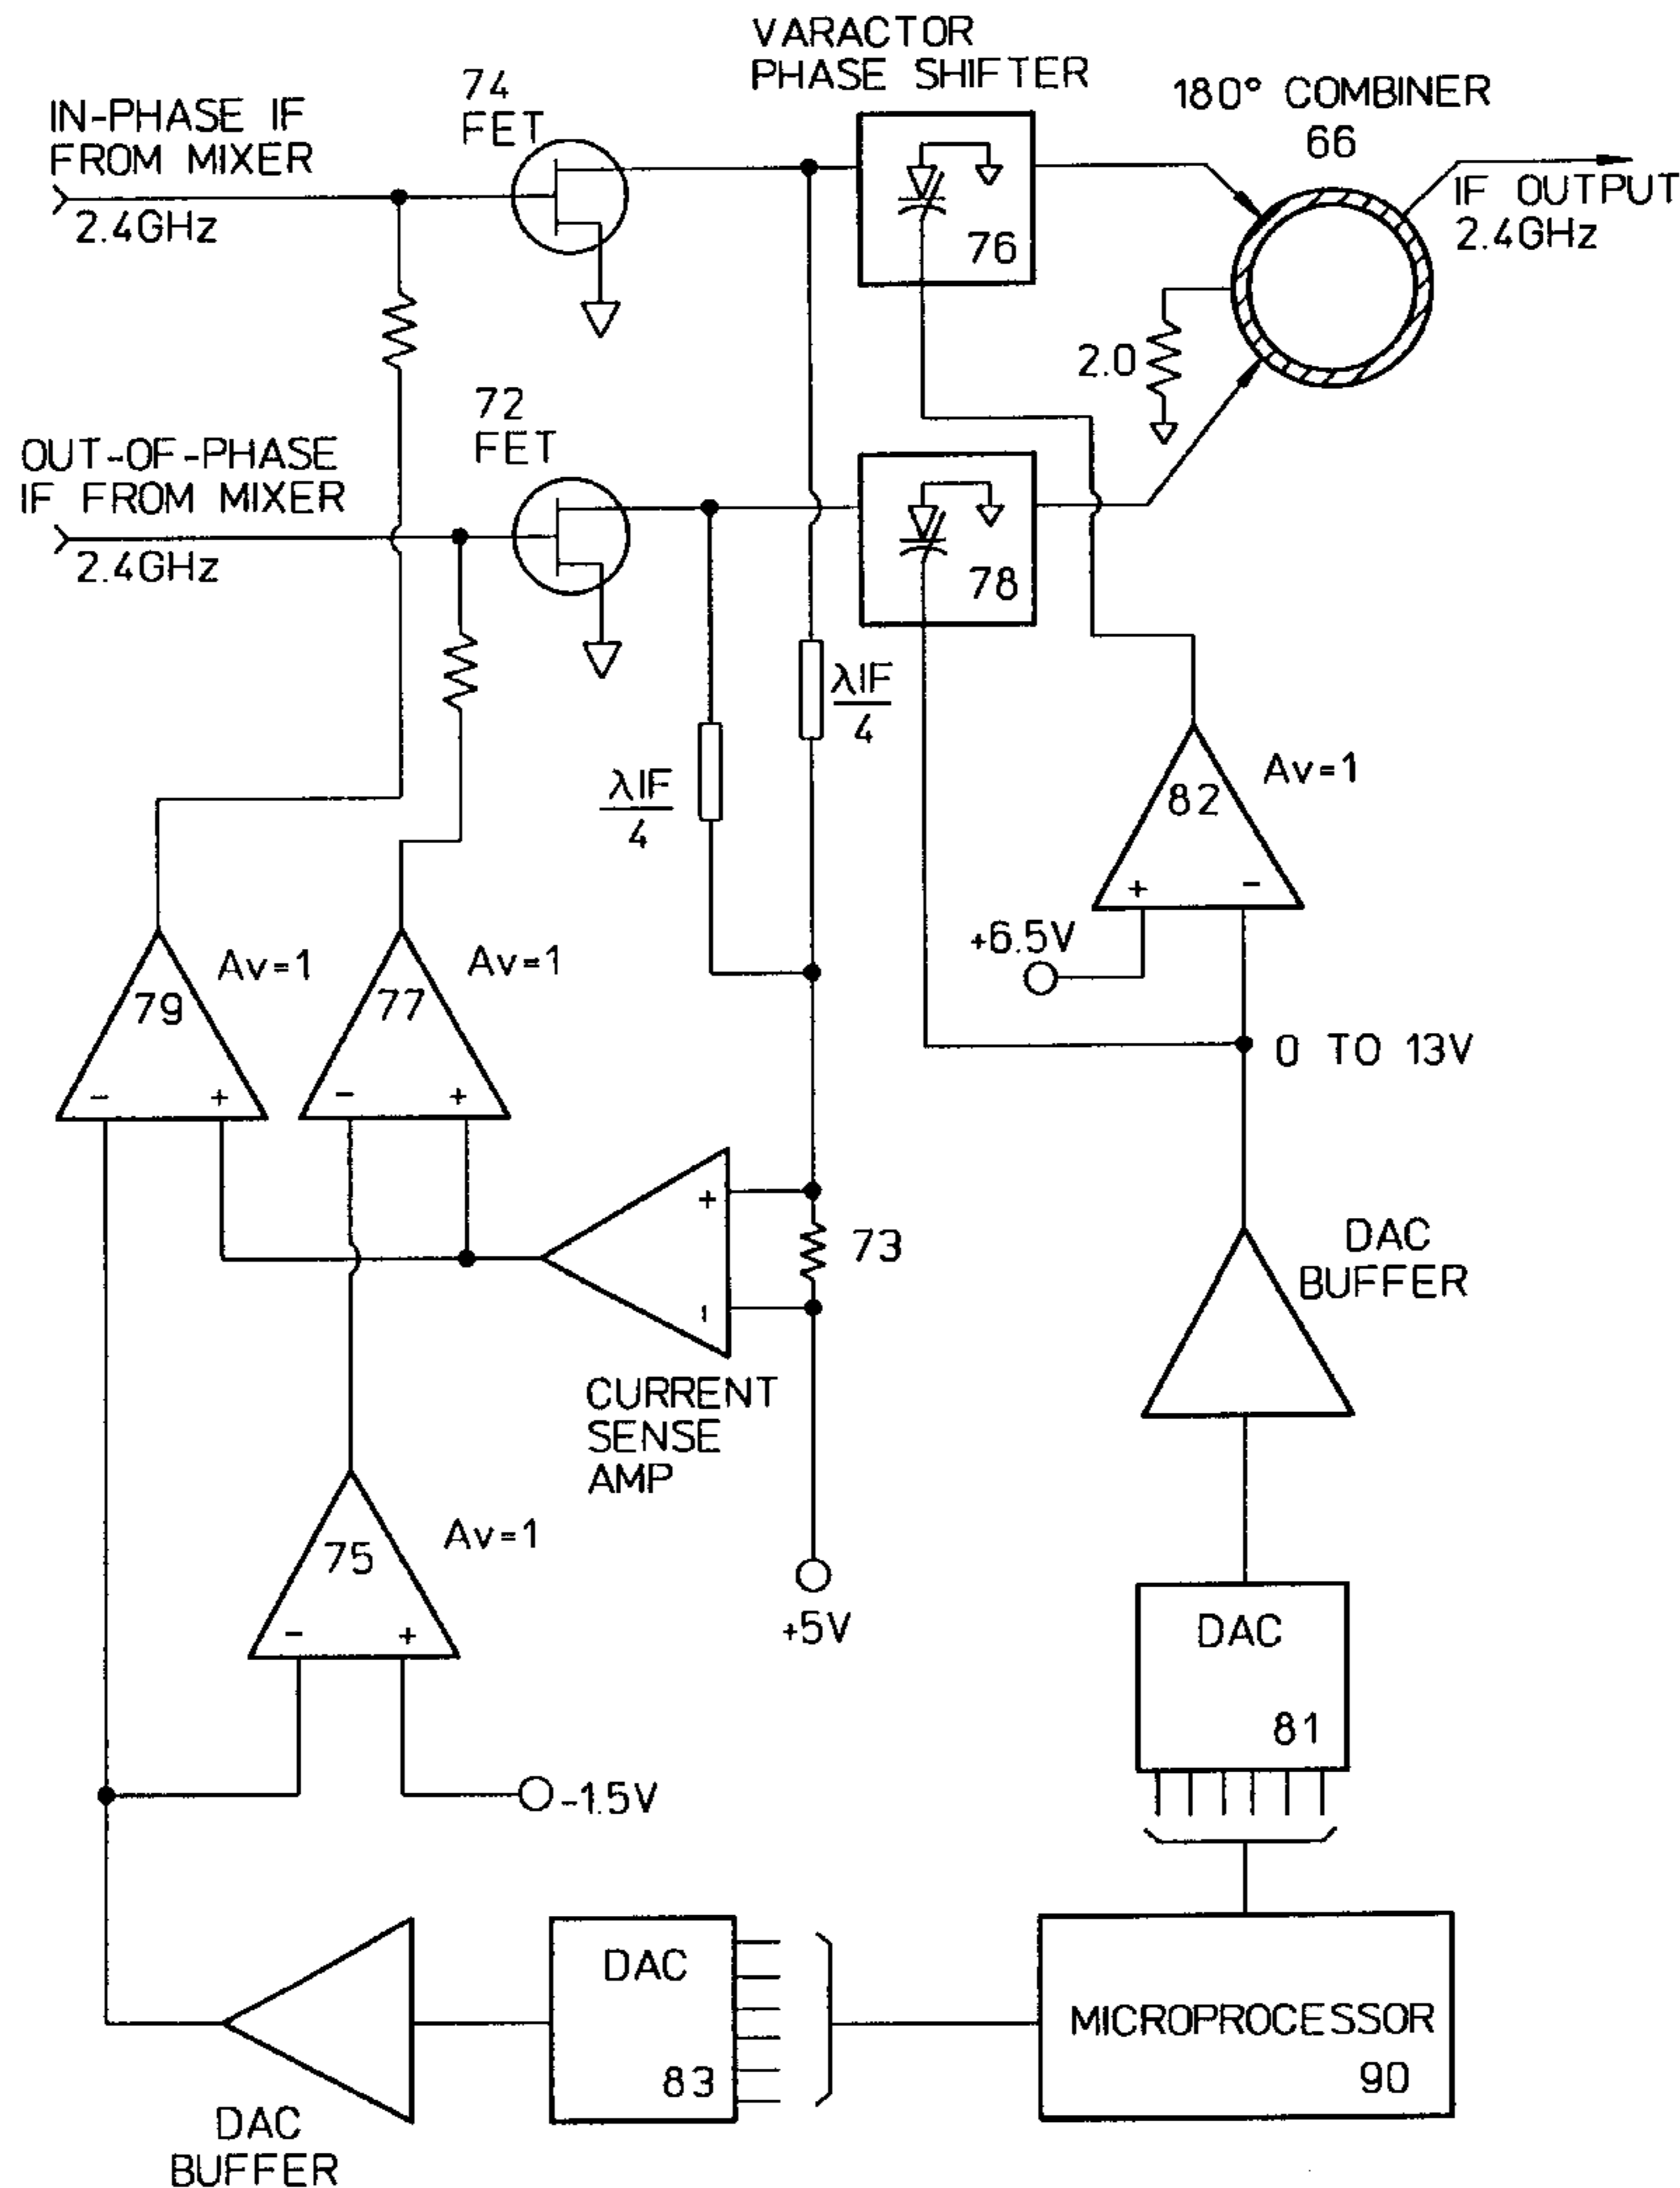 VARACTOR
PHASE SHIFTER
180° COMBINER
66
74
FET
IN-PHASE IF
FROM MIXER
2.4GHz
76
IF OUTPUT
2.4GHz
2.0
72
FET
OUT-OF-PHASE
IF FROM MIXER
2.4GHz
78
λIF
4
λIF
4
82
Av=1
+
-
+6.5V
0 TO 13V
79
Av=1
-
+
77
Av=1
-
+
+
-
73
CURRENT
SENSE
AMP
DAC
BUFFER
75
Av=1
-
+
+5V
-1.5V
DAC
81
DAC
83
MICROPROCESSOR
90
DAC
BUFFER